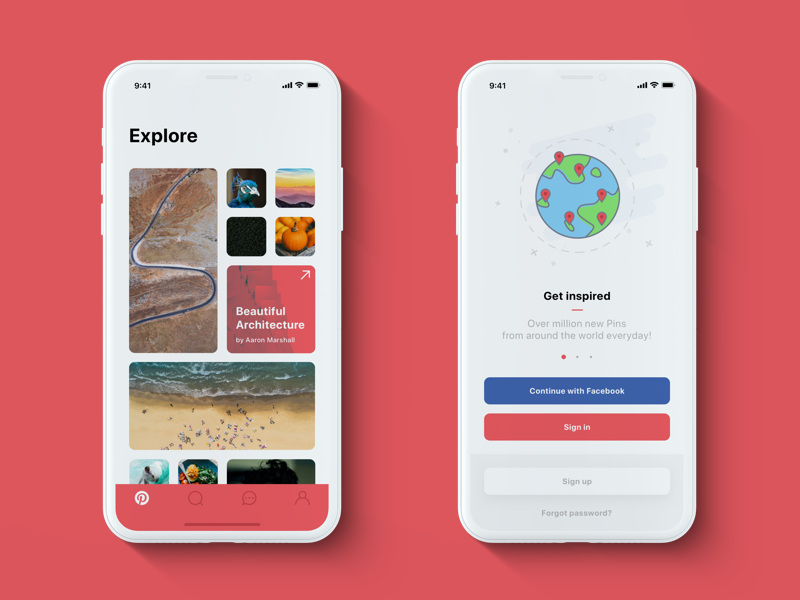 9:41
Explore
Beautiful
Architecture
by Aaron Marshall
9:41
Get inspired
Over million new Pins
from around the world everyday!
Continue with Facebook
Sign in
Sign up
Forgot password?